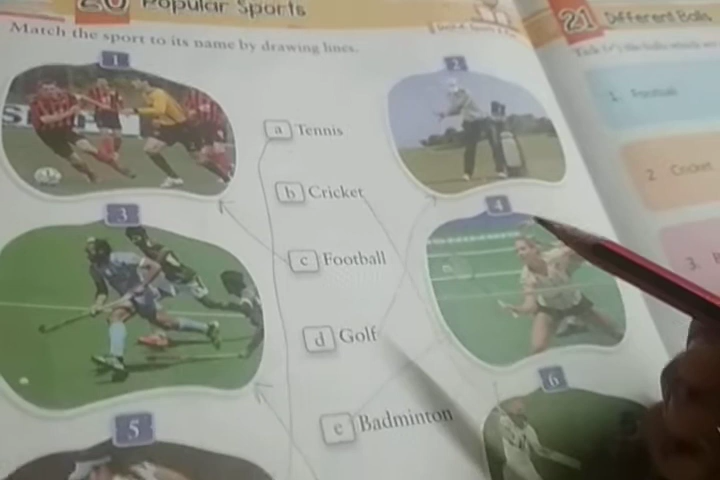 20 Popular Sports
Match the sport to its name by drawing lines.
1
2
a Tennis
b Cricket
3
4
c Football
d Golf
e Badminton
5
6
21 Different Balls
1. Football
2. Cricket
3.